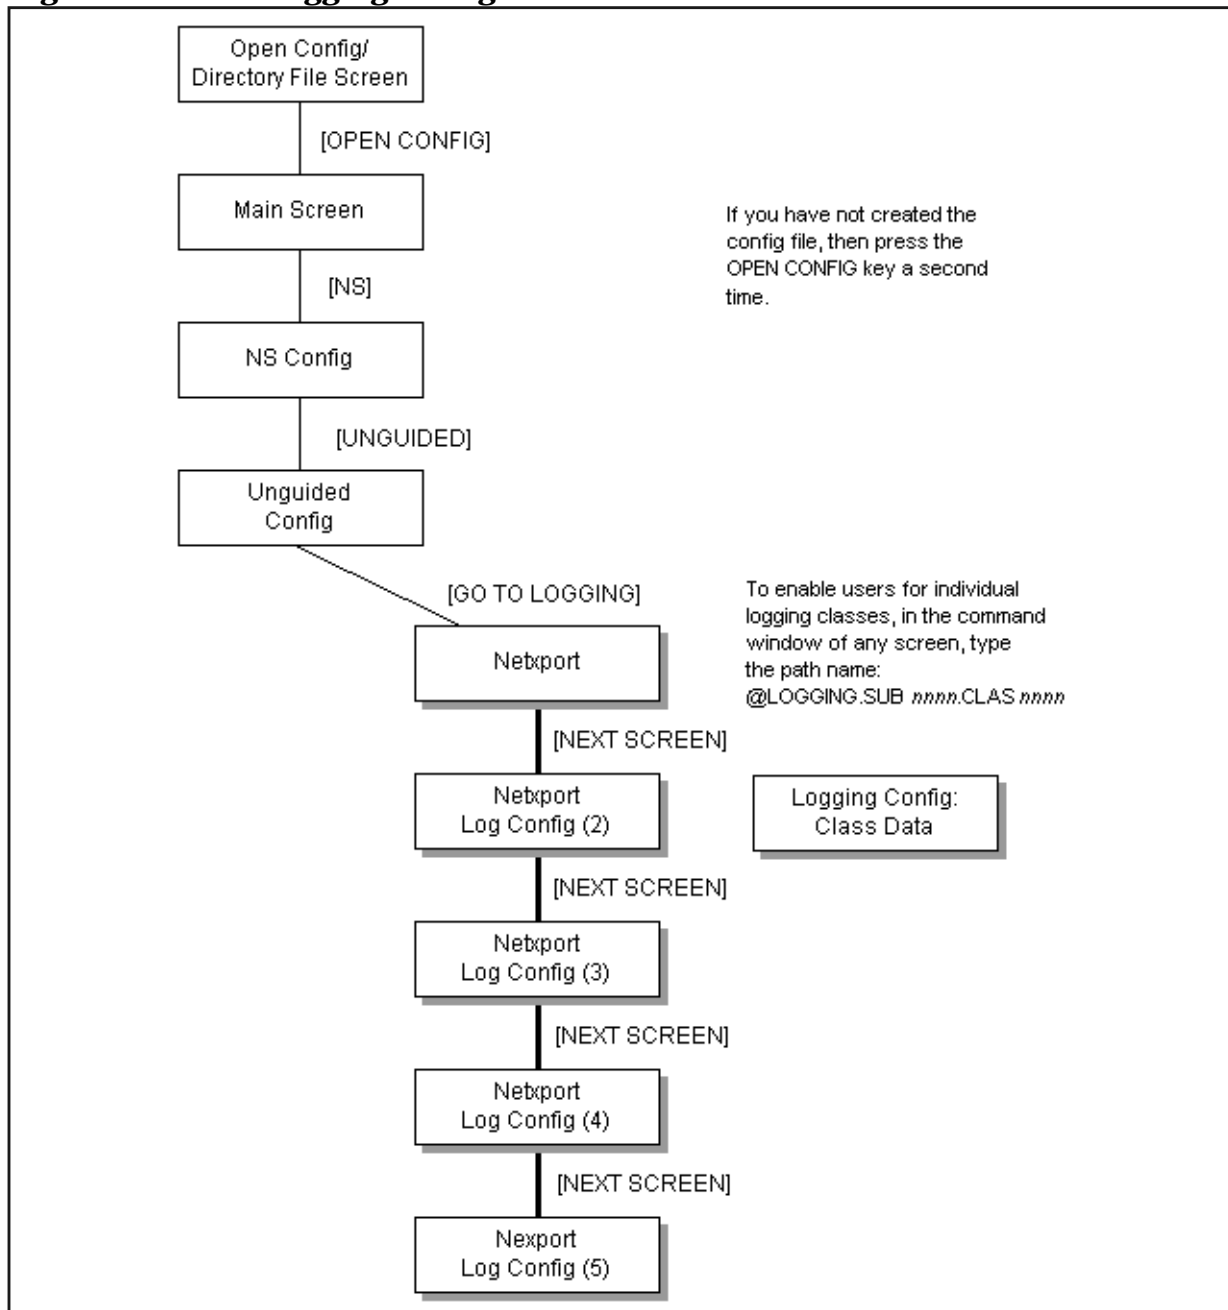 Open Config/
Directory File Screen
[OPEN CONFIG]
Main Screen
If you have not created the
config file, then press the
OPEN CONFIG key a second
time.
[NS]
NS Config
[UNGUIDED]
Unguided
Config
[GO TO LOGGING]
To enable users for individual
logging classes, in the command
window of any screen, type
the path name:
@LOGGING.SUB nnnn.CLAS nnnn
Netxport
[NEXT SCREEN]
Netxport
Log Config (2)
Logging Config:
Class Data
[NEXT SCREEN]
Netxport
Log Config (3)
[NEXT SCREEN]
Netxport
Log Config (4)
[NEXT SCREEN]
Nexport
Log Config (5)